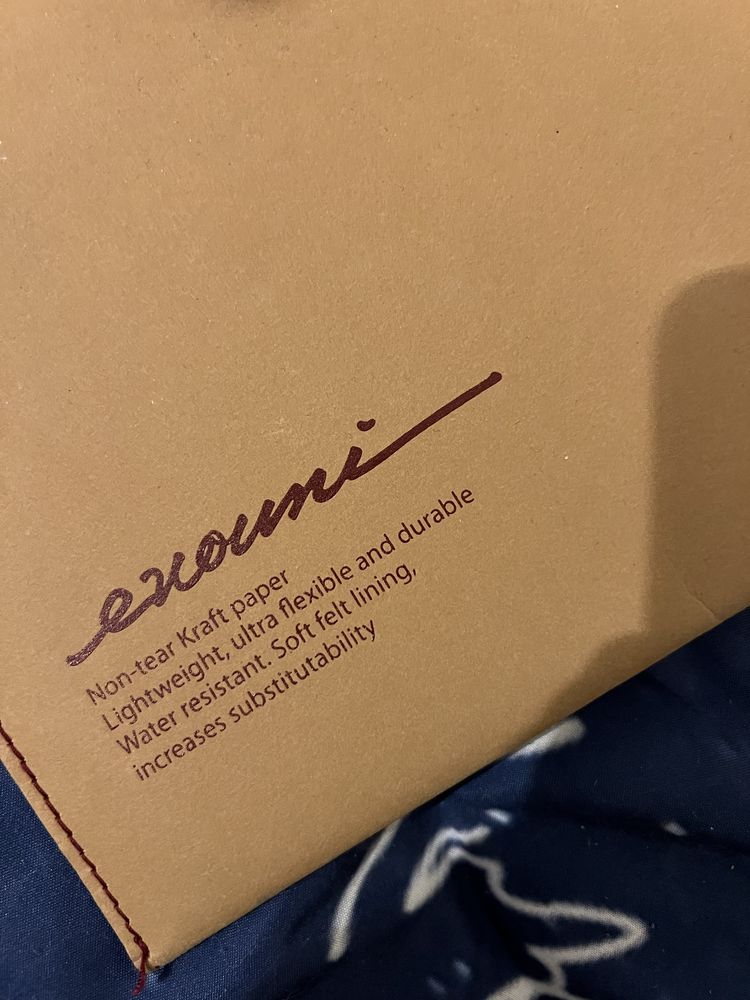 exoumi
Non-tear Kraft paper
Lightweight, ultra flexible and durable
Water resistant. Soft felt lining,
increases substitutability